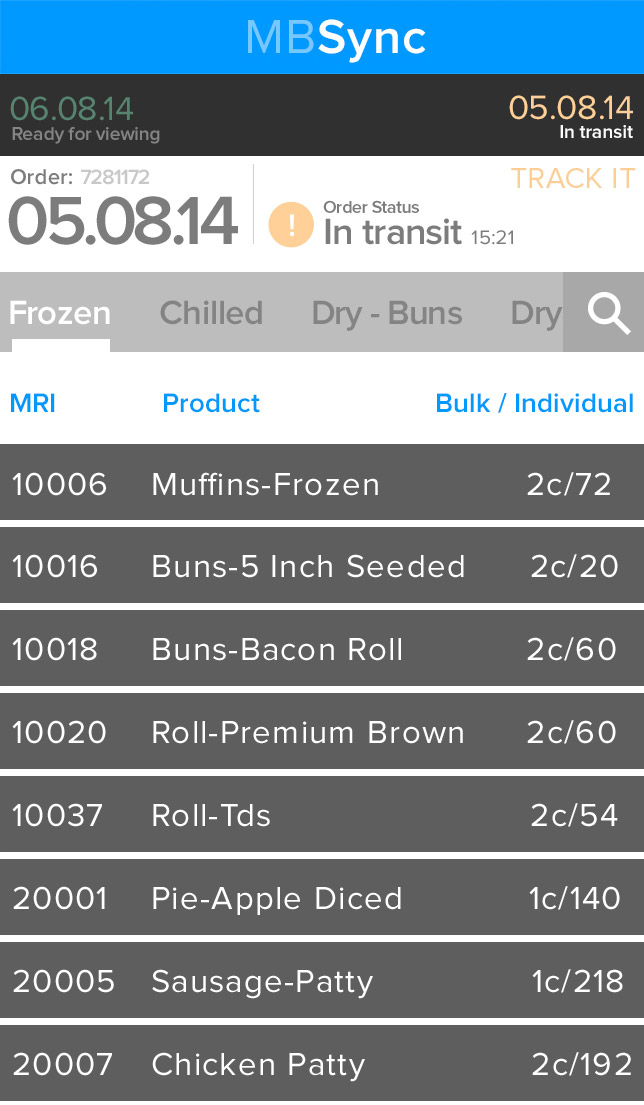 MBSync
06.08.14 05.08.14
Ready for viewing In transit
Order: 7281172 TRACK IT
05.08.14
Order Status
! In transit 15:21
Frozen Chilled Dry - Buns Dry
MRI Product Bulk / Individual
10006 Muffins-Frozen 2c/72
10016 Buns-5 Inch Seeded 2c/20
10018 Buns-Bacon Roll 2c/60
10020 Roll-Premium Brown 2c/60
10037 Roll-Tds 2c/54
20001 Pie-Apple Diced 1c/140
20005 Sausage-Patty 1c/218
20007 Chicken Patty 2c/192